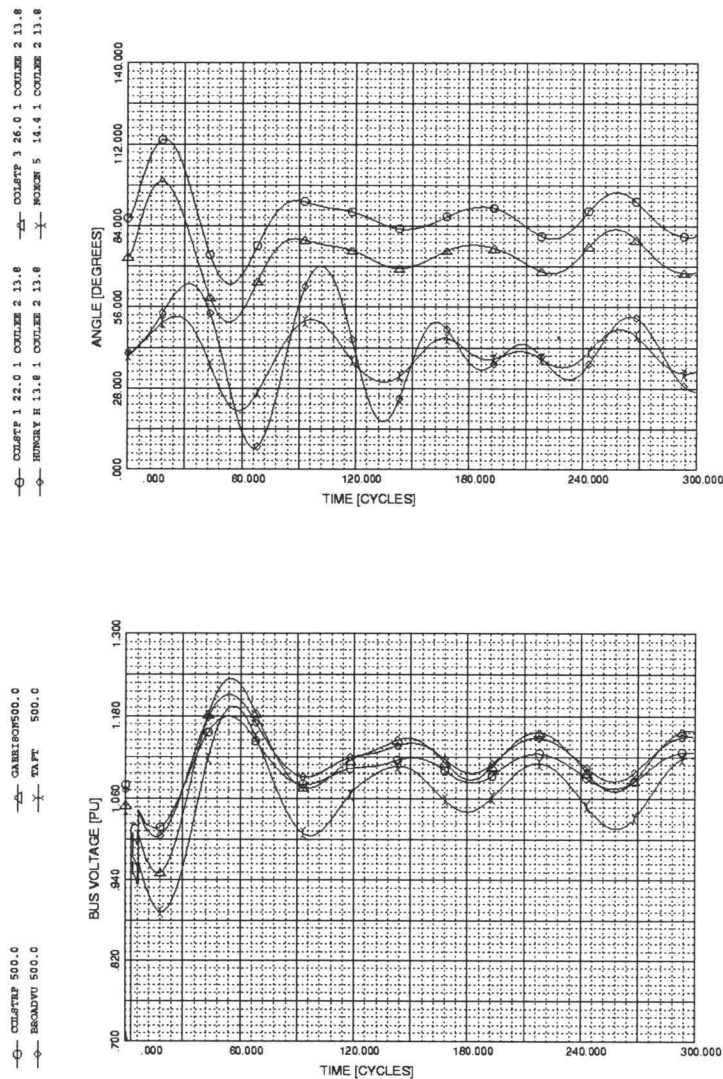 COLSTP 1 22.0 1 COULEE 2 13.8
COLSTP 3 26.0 1 COULEE 2 13.8
HUNGRY H 13.8 1 COULEE 2 13.8
NOXON 5 14.4 1 COULEE 2 13.8
ANGLE [DEGREES]
140.000
112.000
84.000
56.000
28.000
.000
.000
60.000
120.000
180.000
240.000
300.000
TIME [CYCLES]
COLSTRP 500.0
GARRISON500.0
BROADVU 500.0
TAFT 500.0
BUS VOLTAGE [PU]
1.300
1.180
1.060
.940
.820
.700
.000
60.000
120.000
180.000
240.000
300.000
TIME [CYCLES]